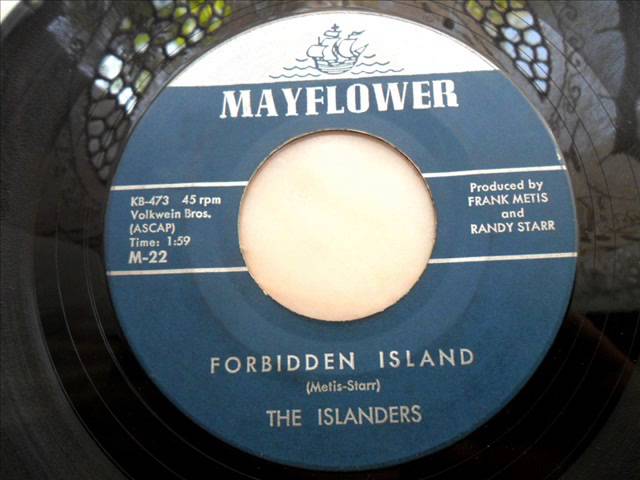 MAYFLOWER
KB-473 45 rpm
Volkwein Bros.
(ASCAP)
Time: 1:59
M-22
Produced by
FRANK METIS
and
RANDY STARR
FORBIDDEN ISLAND
(Metis-Starr)
THE ISLANDERS